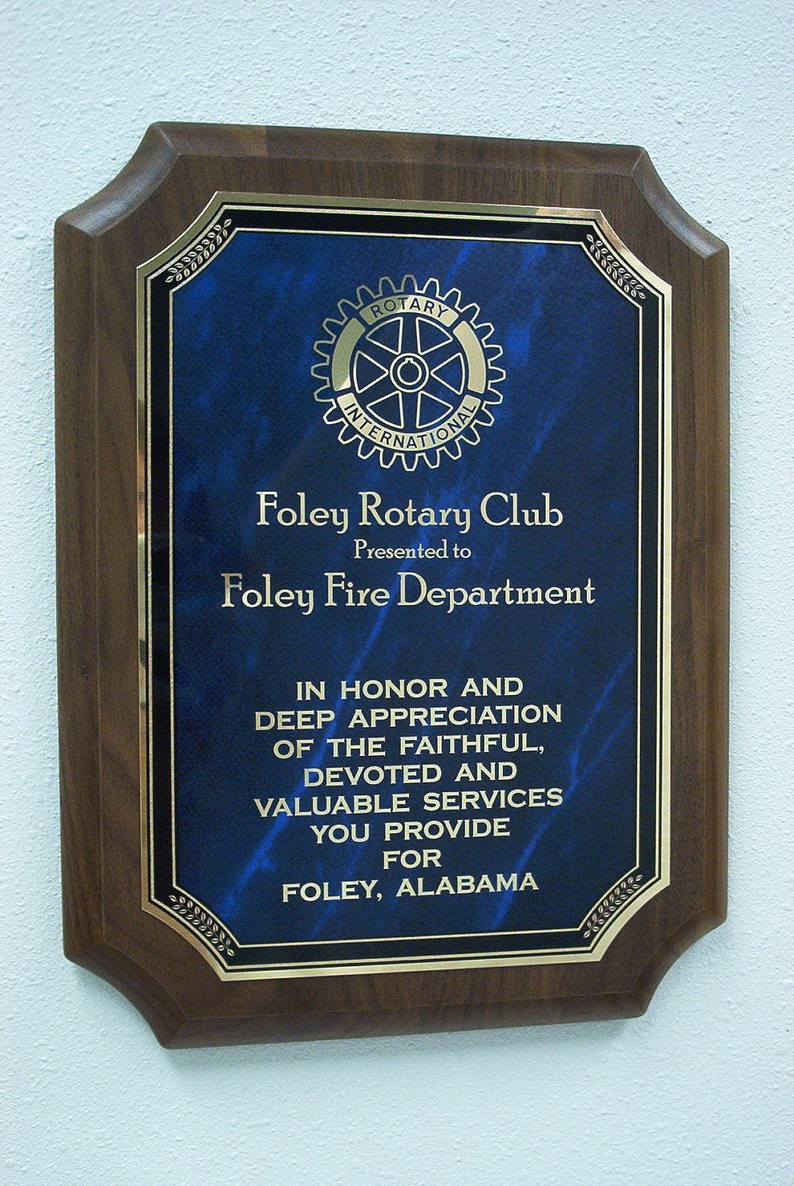 ROTARY
INTERNATIONAL
Foley Rotary Club
Presented to
Foley Fire Department
IN HONOR AND
DEEP APPRECIATION
OF THE FAITHFUL,
DEVOTED AND
VALUABLE SERVICES
YOU PROVIDE
FOR
FOLEY, ALABAMA